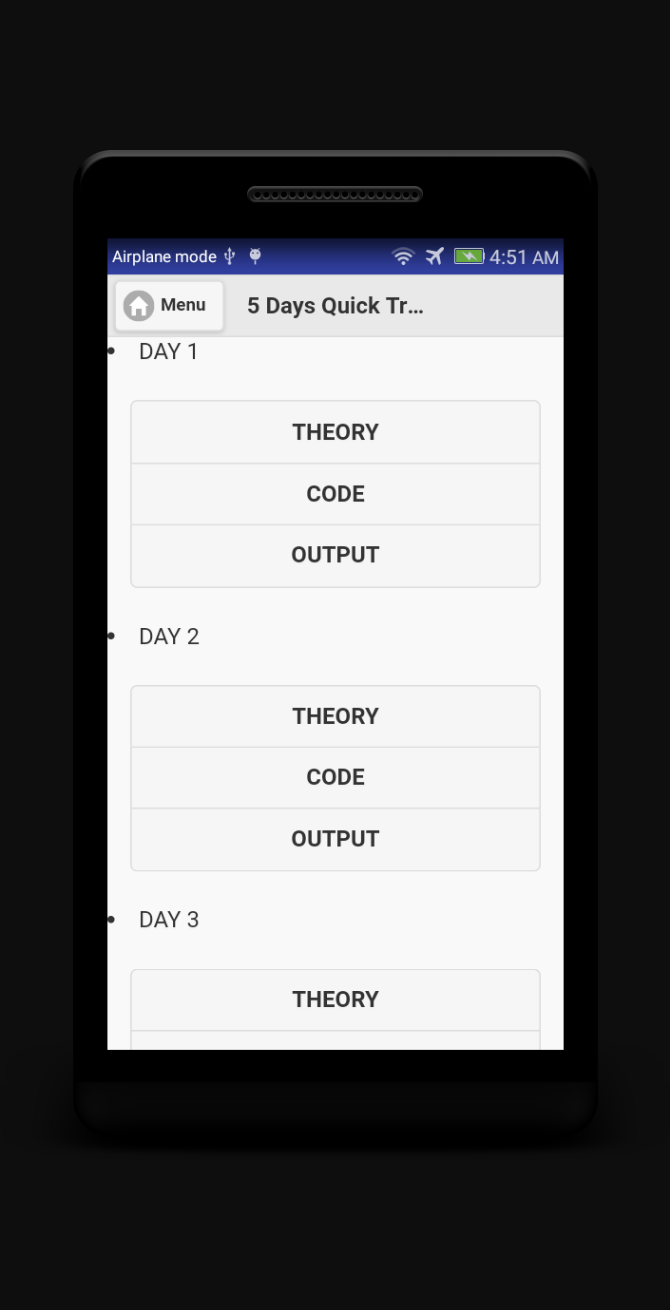 Airplane mode 4:51 AM
Menu 5 Days Quick Tr...
• DAY 1
THEORY
CODE
OUTPUT
• DAY 2
THEORY
CODE
OUTPUT
• DAY 3
THEORY